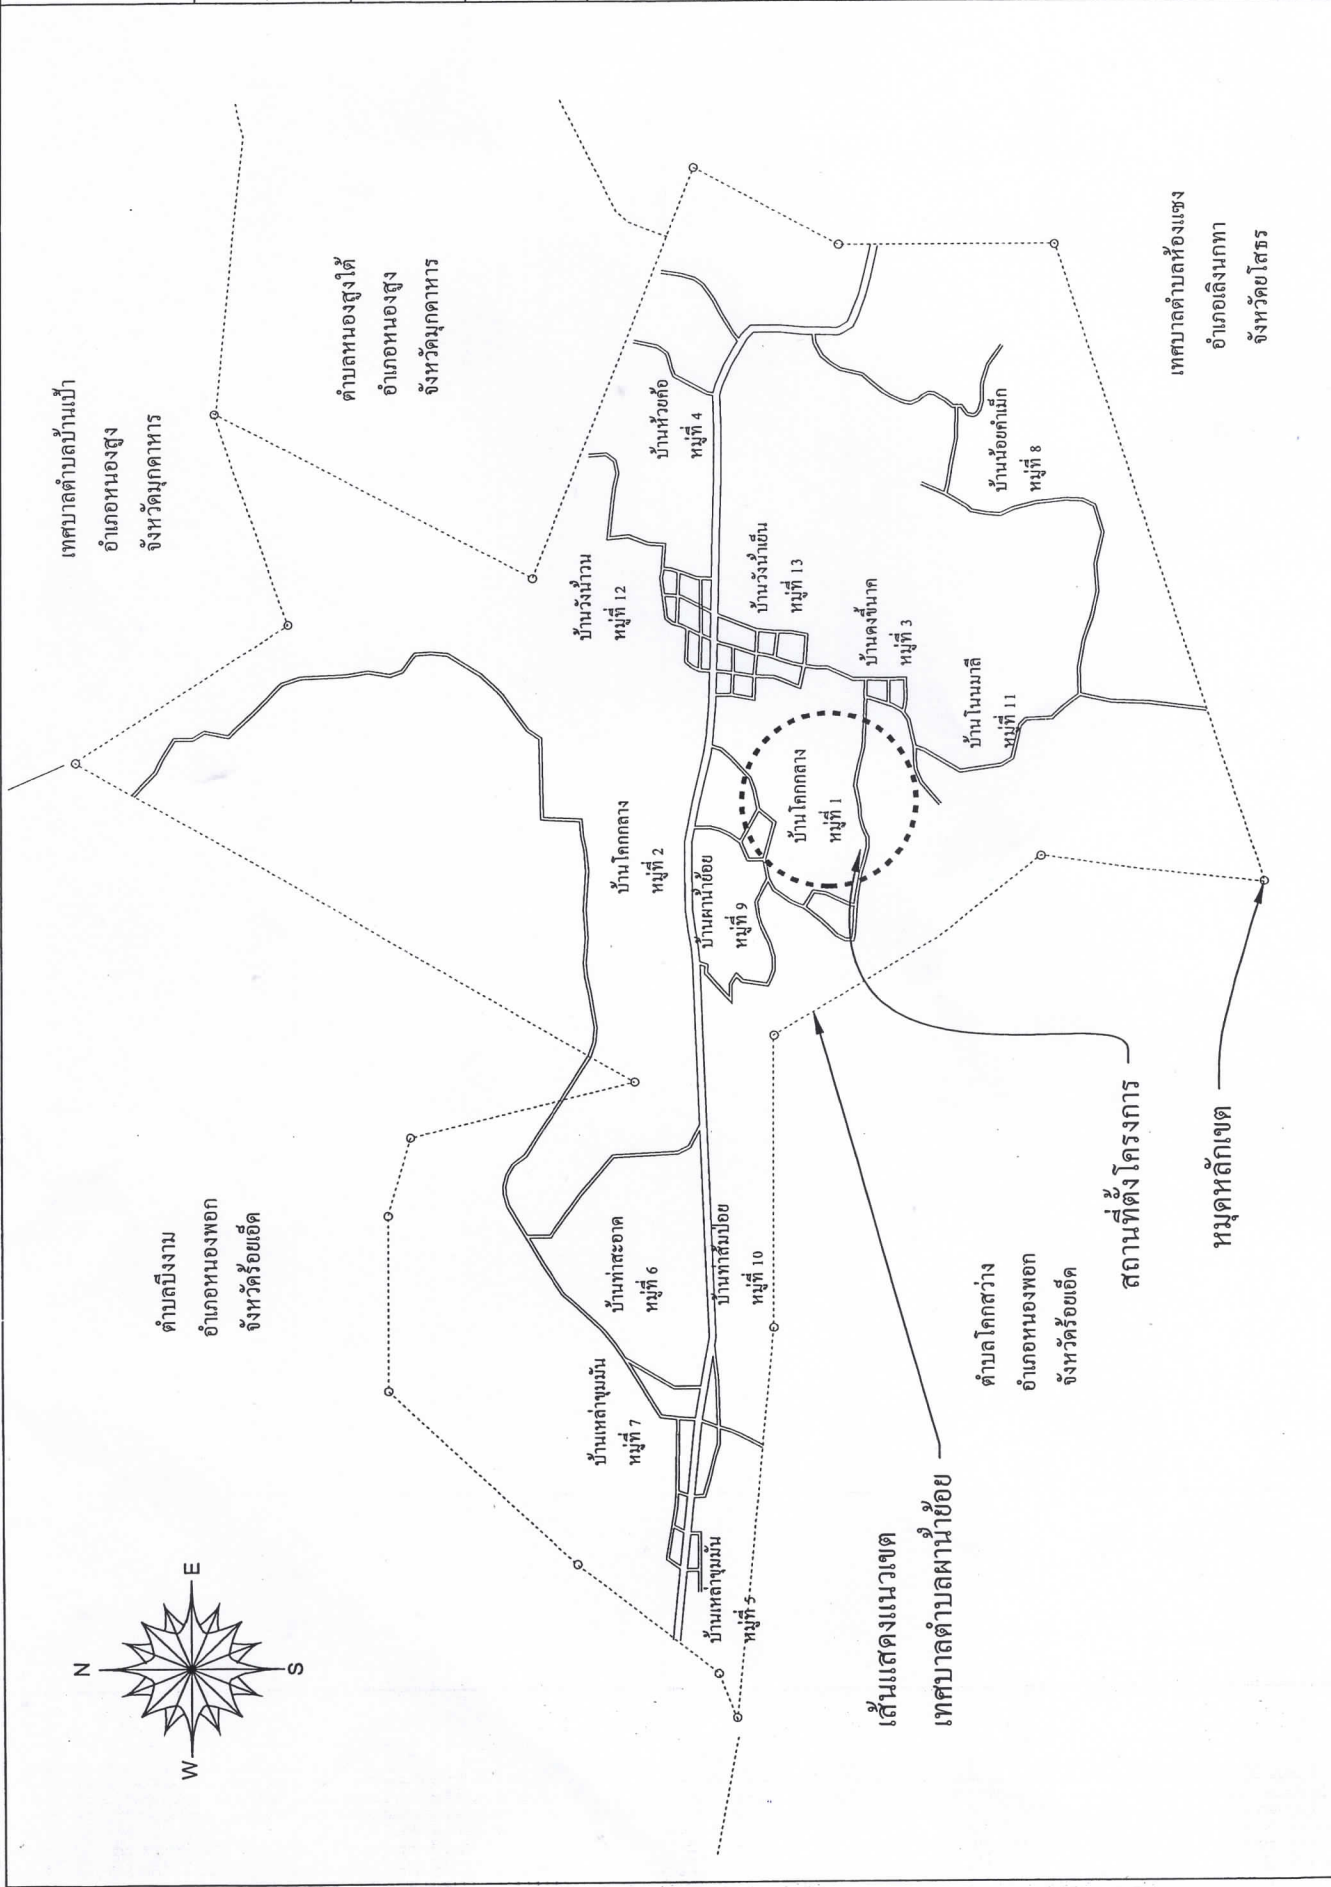 N
E
S
W
เทศบาลตำบลบ้านเป้า
อำเภอหนองสูง
จังหวัดมุกดาหาร
ตำบลหนองสูงใต้
อำเภอหนองสูง
จังหวัดมุกดาหาร
ตำบลบึงงาม
อำเภอหนองพอก
จังหวัดร้อยเอ็ด
บ้านวังน้ำวน
หมู่ที่ 12
บ้านห้วยค้อ
หมู่ที่ 4
บ้านโคกกลาง
หมู่ที่ 2
บ้านวังน้ำเย็น
หมู่ที่ 13
บ้านท่าสะอาด
หมู่ที่ 6
บ้านเหล่าขุมมัน
หมู่ที่ 7
บ้านผาน้ำย้อย
หมู่ที่ 9
บ้านท่าส้มป่อย
หมู่ที่ 10
บ้านเหล่าขุมมัน
หมู่ที่ 5
บ้านโคกกลาง
หมู่ที่ 1
บ้านดงขี้นาค
หมู่ที่ 3
บ้านโนนมาลี
หมู่ที่ 11
บ้านน้อยคำเม็ก
หมู่ที่ 8
เทศบาลตำบลห้องแซง
อำเภอเลิงนกทา
จังหวัดยโสธร
เส้นแสดงแนวเขต
เทศบาลตำบลผาน้ำย้อย
ตำบลโคกสว่าง
อำเภอหนองพอก
จังหวัดร้อยเอ็ด
สถานที่ตั้งโครงการ
หมุดหลักเขต